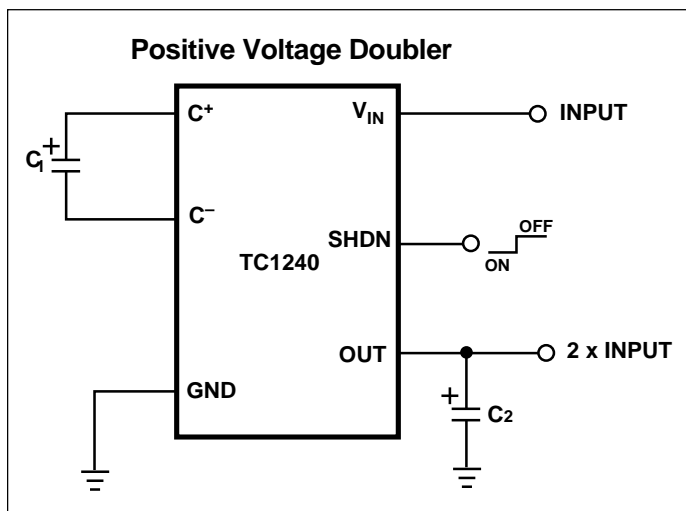 Positive Voltage Doubler
C+
VIN
INPUT
+
C1
C–
SHDN
OFF
ON
TC1240
OUT
2 x INPUT
GND
+
C2